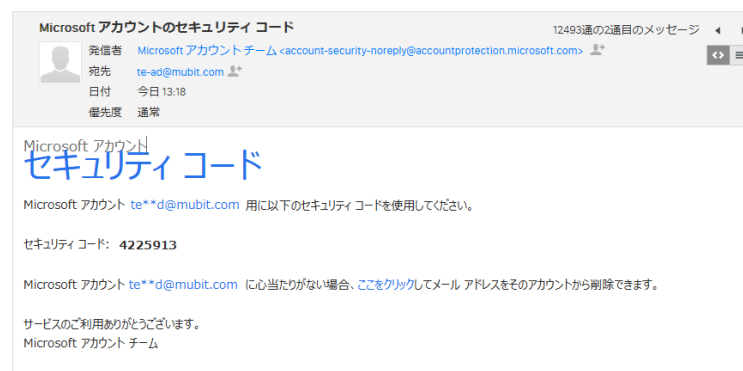 Microsoft アカウントのセキュリティ コード
12493通の2通目のメッセージ
発信者 Microsoft アカウント チーム <account-security-noreply@accountprotection.microsoft.com>
宛先 te-ad@mubit.com
日付 今日 13:18
優先度 通常
Microsoft アカウント
セキュリティ コード
Microsoft アカウント te**d@mubit.com 用に以下のセキュリティ コードを使用してください。
セキュリティ コード: 4225913
Microsoft アカウント te**d@mubit.com に心当たりがない場合、ここをクリックしてメール アドレスをそのアカウントから削除できます。
サービスのご利用ありがとうございます。
Microsoft アカウント チーム